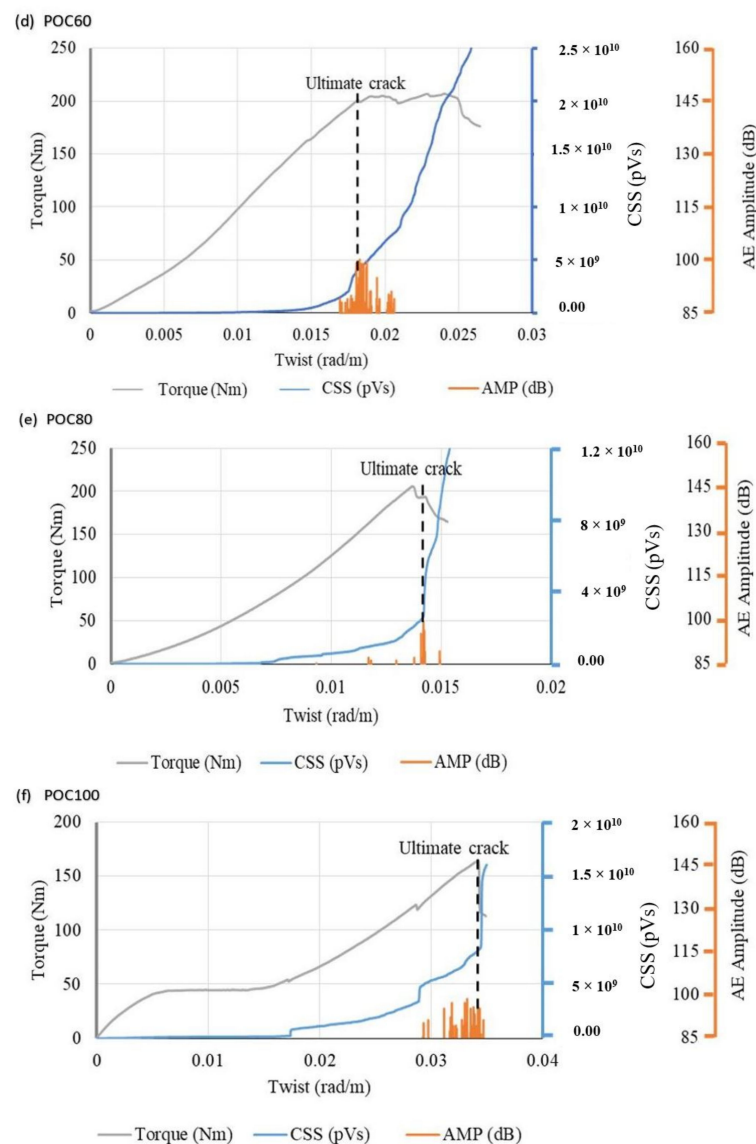 (d) POC60
250
200
150
100
50
0
Torque (Nm)
Ultimate crack
2.5 × 10¹⁰
2 × 10¹⁰
1.5 × 10¹⁰
1 × 10¹⁰
5 × 10⁹
0.00
CSS (pVs)
160
145
130
115
100
85
AE Amplitude (dB)
0 0.005 0.01 0.015 0.02 0.025 0.03
Twist (rad/m)
Torque (Nm) CSS (pVs) AMP (dB)
(e) POC80
250
200
150
100
50
0
Torque (Nm)
Ultimate crack
1.2 × 10¹⁰
8 × 10⁹
4 × 10⁹
0.00
CSS (pVs)
160
145
130
115
100
85
AE Amplitude (dB)
0 0.005 0.01 0.015 0.02
Twist (rad/m)
Torque (Nm) CSS (pVs) AMP (dB)
(f) POC100
200
150
100
50
0
Torque (Nm)
Ultimate crack
2 × 10¹⁰
1.5 × 10¹⁰
1 × 10¹⁰
5 × 10⁹
0.00
CSS (pVs)
160
145
130
115
100
85
AE Amplitude (dB)
0 0.01 0.02 0.03 0.04
Twist (rad/m)
Torque (Nm) CSS (pVs) AMP (dB)